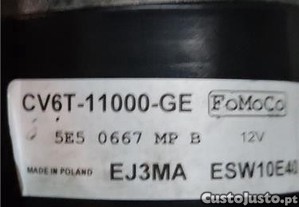 CV6T-11000-GE FoMoCo
5E5 0667 MP B 12V
MADE IN POLAND EJ3MA ESW10E40
CustoJusto.pt